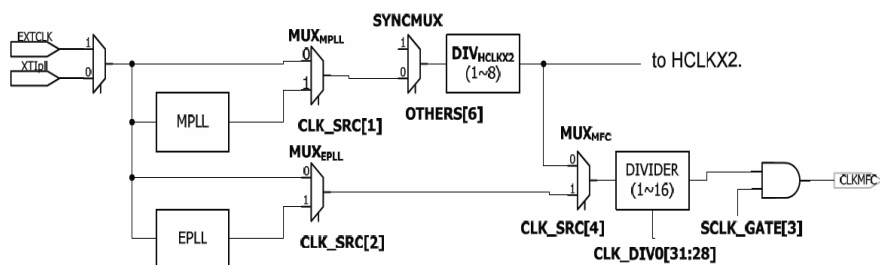 EXTCLK
XTIpll
1
0
MUXMPLL
0
1
MPLL
CLK_SRC[1]
SYNCMUX
1
0
OTHERS[6]
DIVHCLKX2
(1~8)
to HCLKX2.
MUXEPLL
0
1
EPLL
CLK_SRC[2]
MUXMFC
0
1
CLK_SRC[4]
DIVIDER
(1~16)
CLK_DIV0[31:28]
SCLK_GATE[3]
CLKMFC